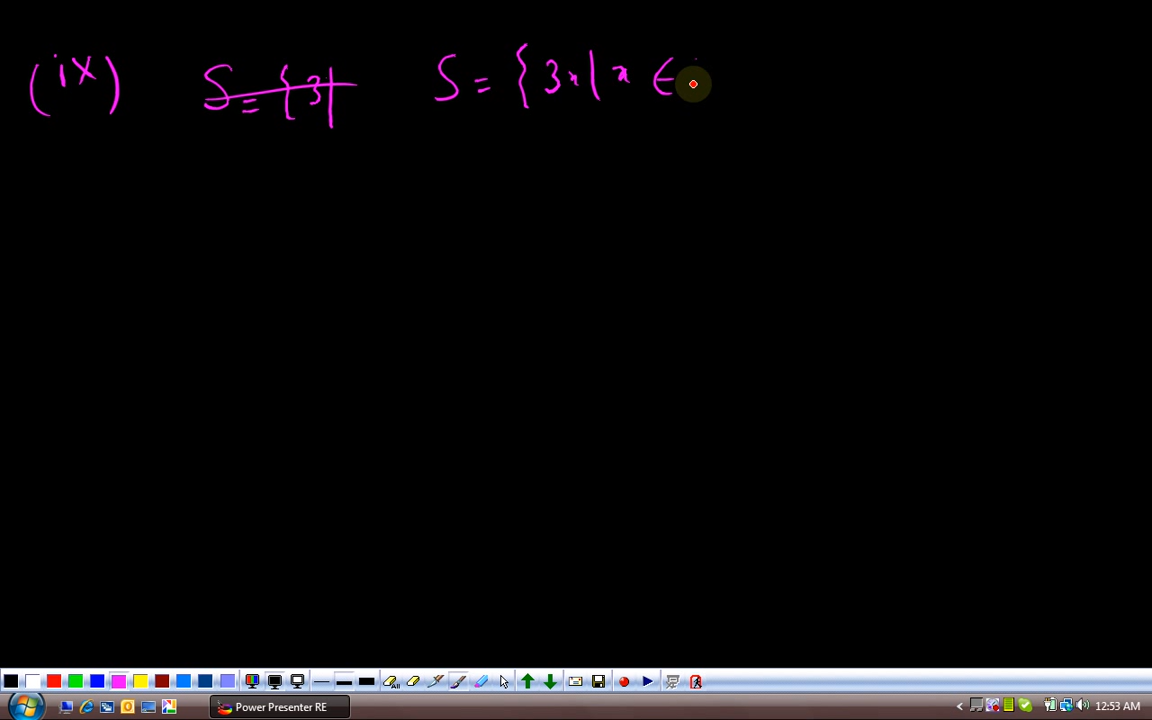 (ix) S = {3| S = {3x | x ∈
Power Presenter RE 12:53 AM